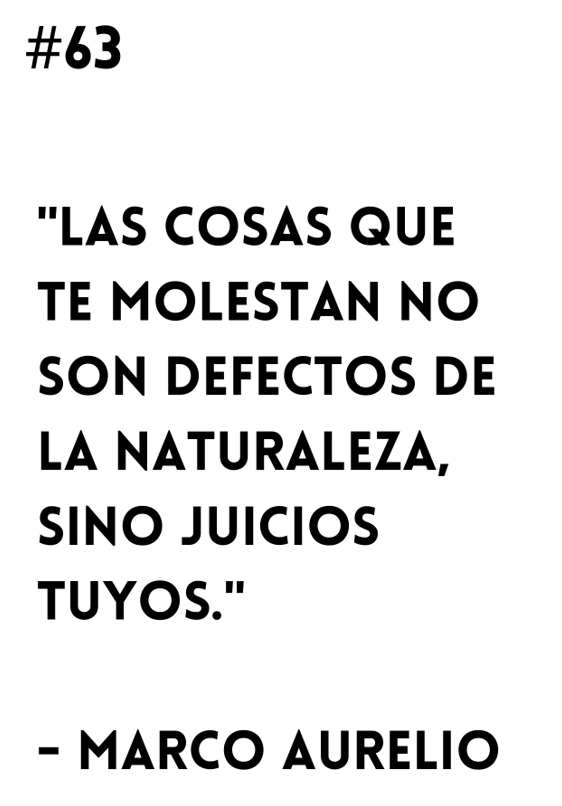 #63
"LAS COSAS QUE
TE MOLESTAN NO
SON DEFECTOS DE
LA NATURALEZA,
SINO JUICIOS
TUYOS."
- MARCO AURELIO